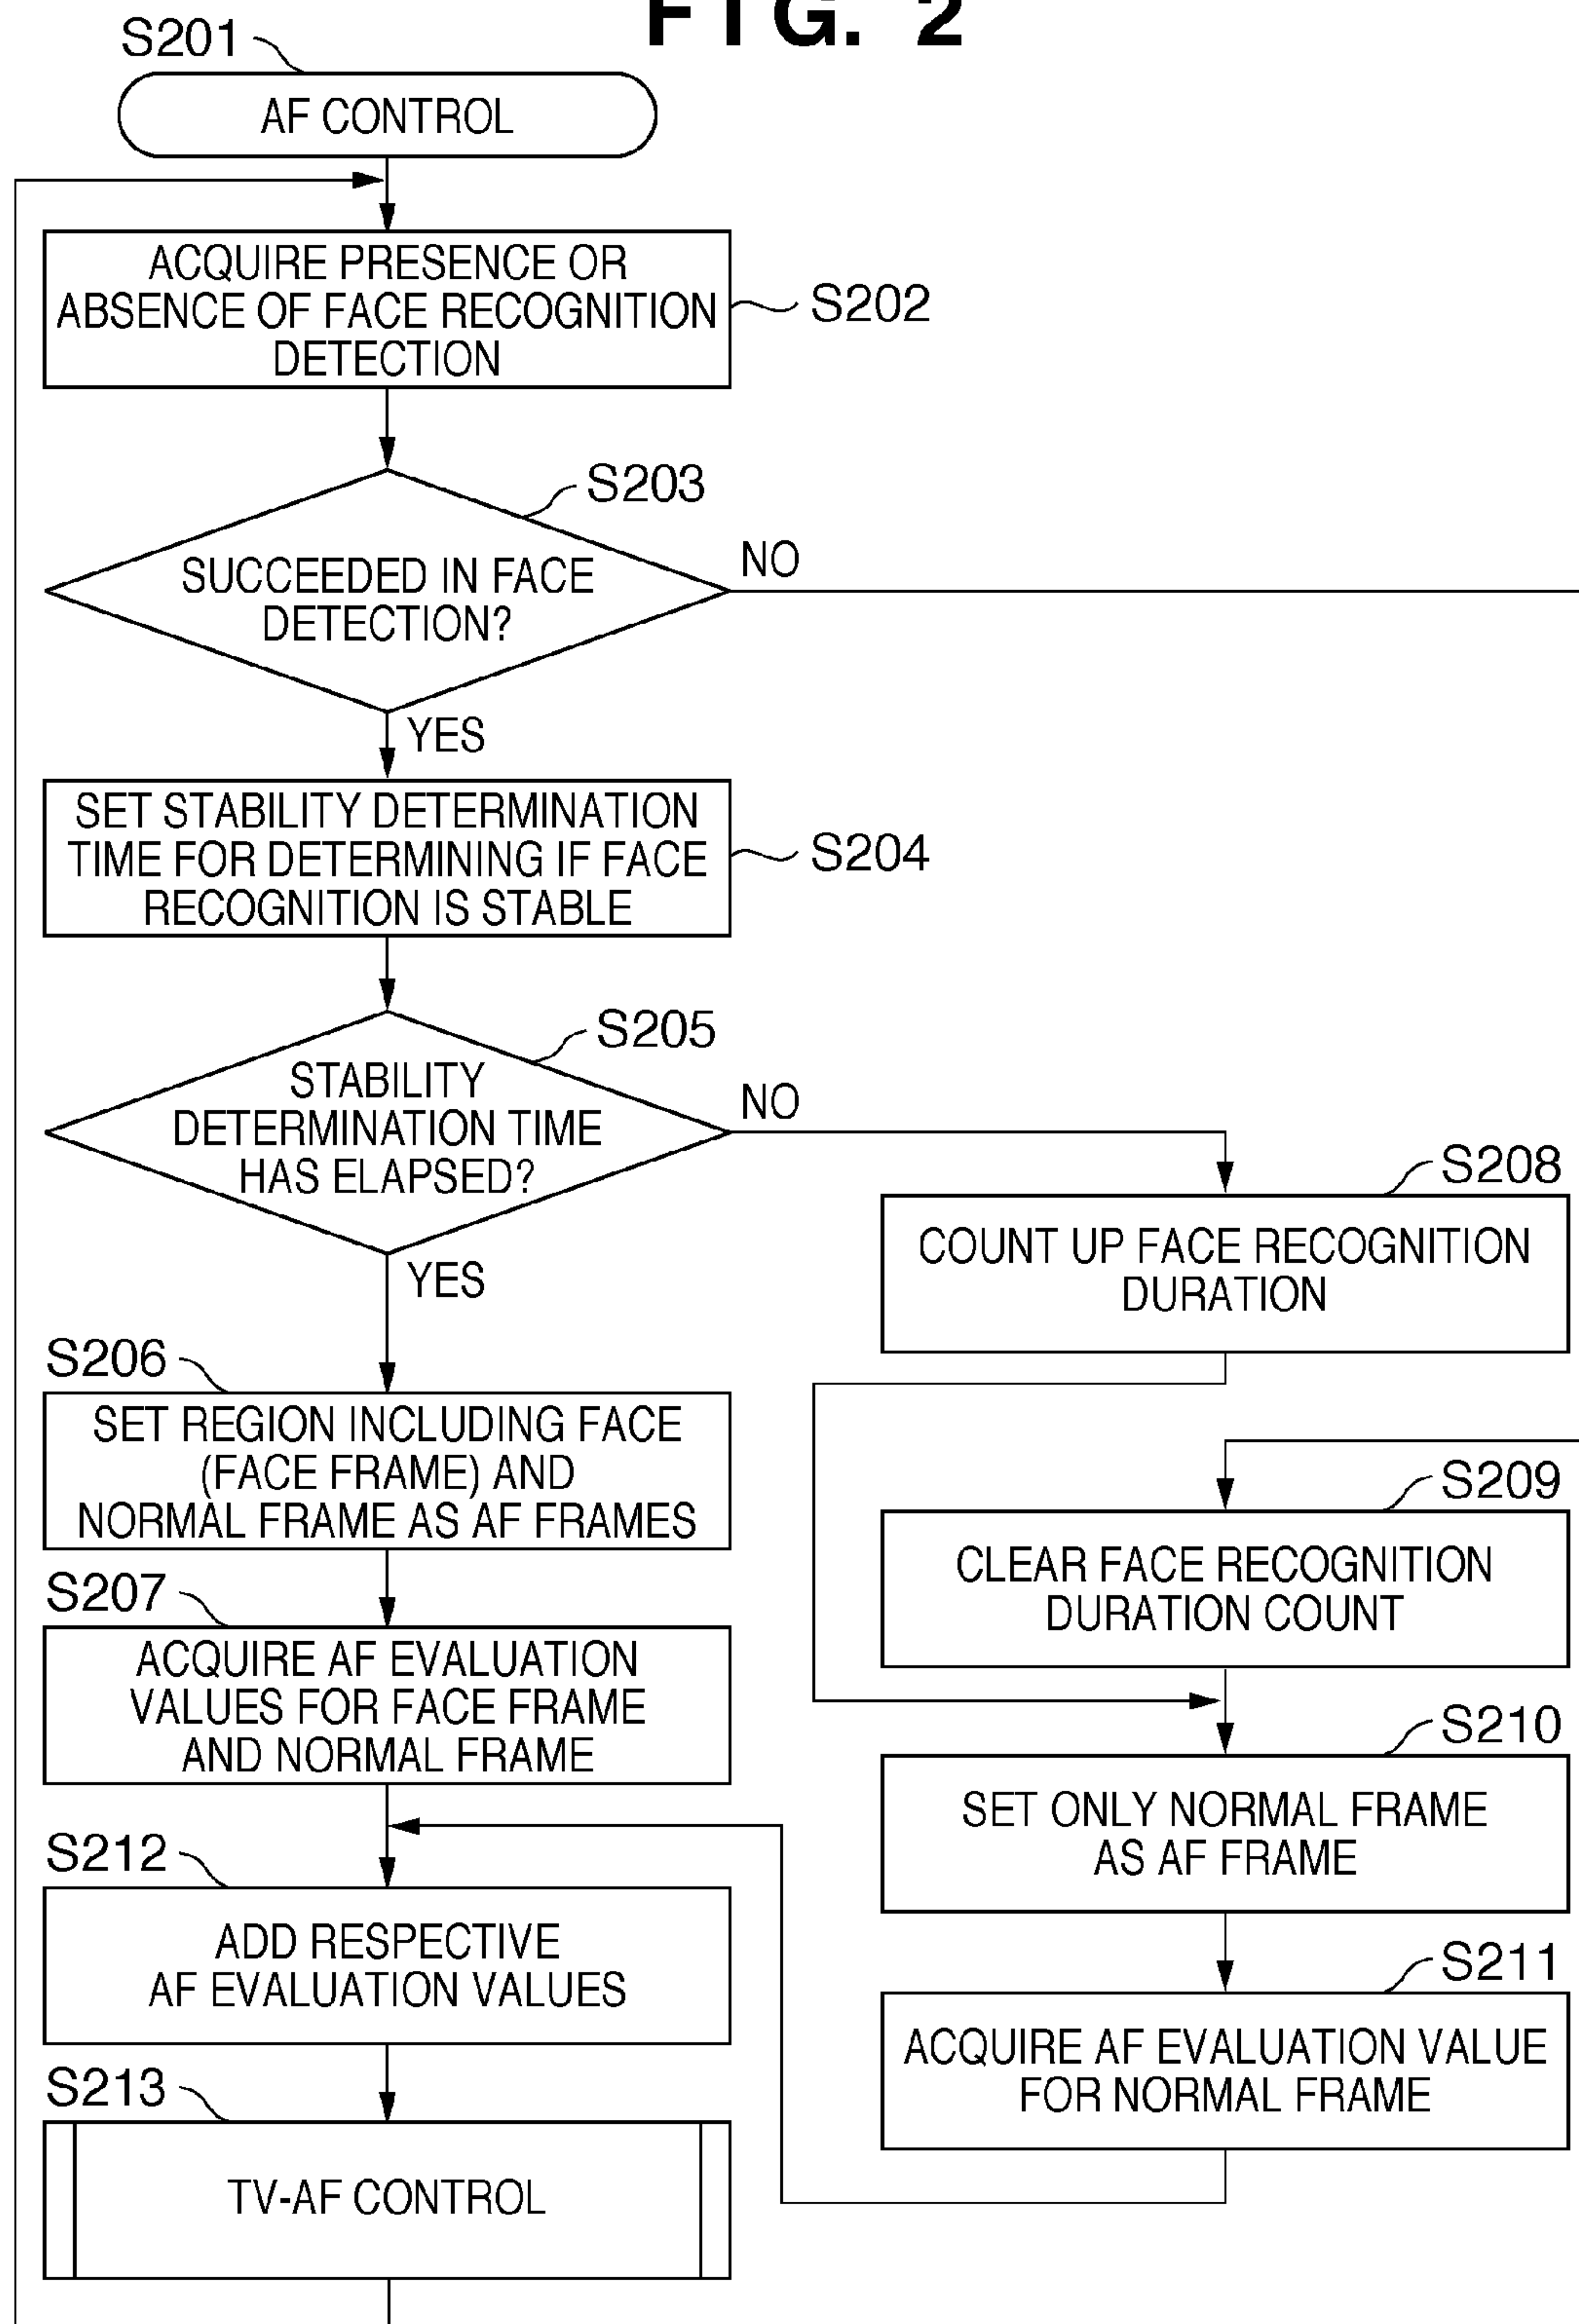 FIG. 2
S201
AF CONTROL
ACQUIRE PRESENCE OR
ABSENCE OF FACE RECOGNITION
DETECTION
S202
S203
SUCCEEDED IN FACE
DETECTION?
NO
YES
SET STABILITY DETERMINATION
TIME FOR DETERMINING IF FACE
RECOGNITION IS STABLE
S204
S205
STABILITY
DETERMINATION TIME
HAS ELAPSED?
NO
YES
S208
COUNT UP FACE RECOGNITION
DURATION
S206
SET REGION INCLUDING FACE
(FACE FRAME) AND
NORMAL FRAME AS AF FRAMES
S209
CLEAR FACE RECOGNITION
DURATION COUNT
S207
ACQUIRE AF EVALUATION
VALUES FOR FACE FRAME
AND NORMAL FRAME
S210
SET ONLY NORMAL FRAME
AS AF FRAME
S212
ADD RESPECTIVE
AF EVALUATION VALUES
S211
ACQUIRE AF EVALUATION VALUE
FOR NORMAL FRAME
S213
TV-AF CONTROL